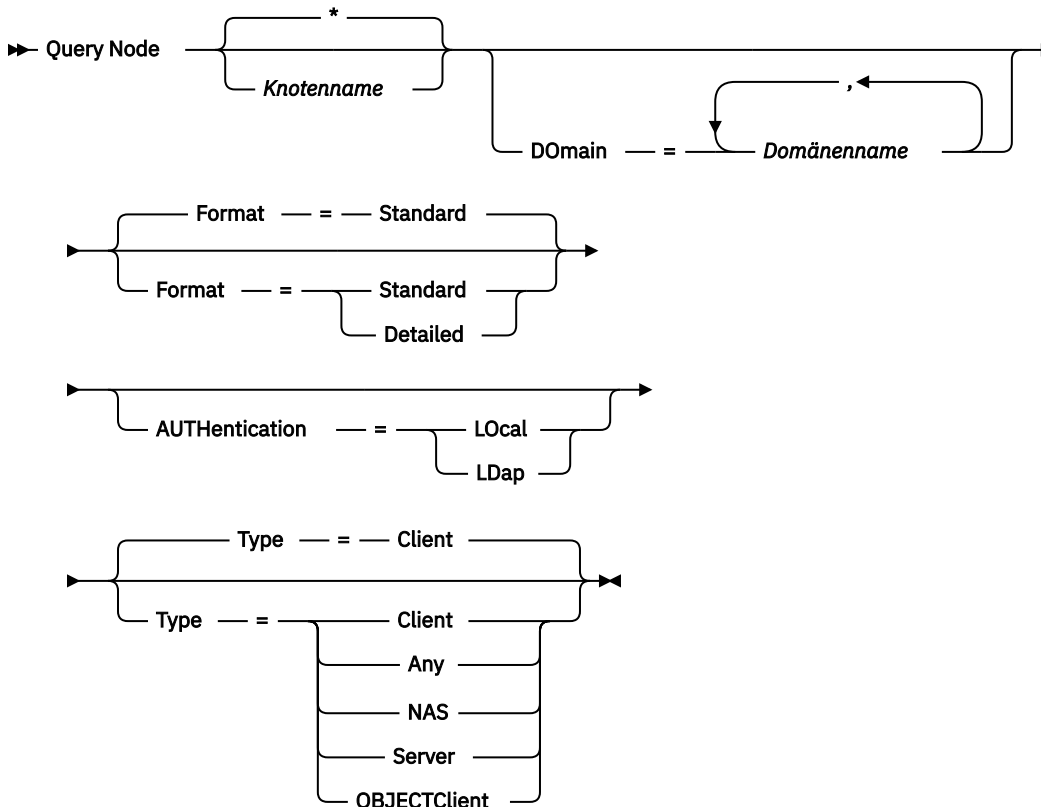 *
Query Node
Knotenname
,
DOmain = Domänenname
Format = Standard
Format = Standard
Detailed
AUTHentication = LOcal
LDap
Type = Client
Type = Client
Any
NAS
Server
OBJECTClient